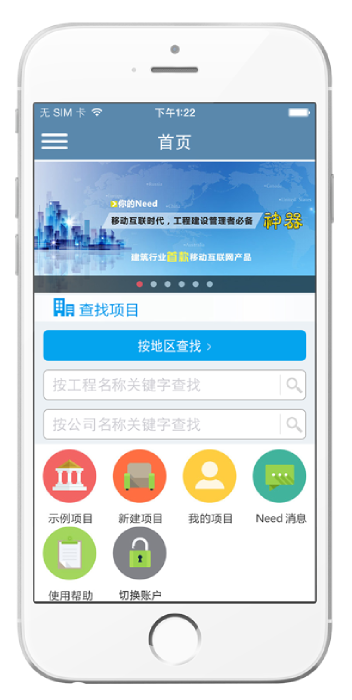 无 SIM 卡
下午1:22
首页
你的Need
移动互联时代，工程建设管理者必备 神器
建筑行业首款移动互联网产品
查找项目
按地区查找 >
按工程名称关键字查找
按公司名称关键字查找
示例项目 新建项目 我的项目 Need 消息
使用帮助 切换账户